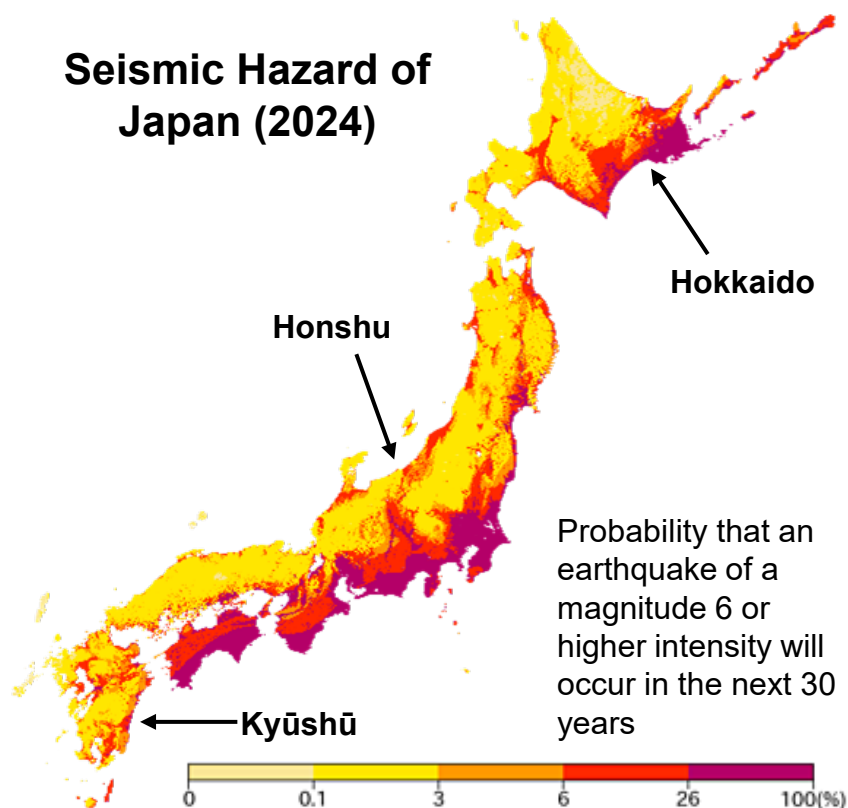 Seismic Hazard of
Japan (2024)
Hokkaido
Honshu
Probability that an
earthquake of a
magnitude 6 or
higher intensity will
occur in the next 30
years
Kyūshū
0 0.1 3 6 26 100(%)